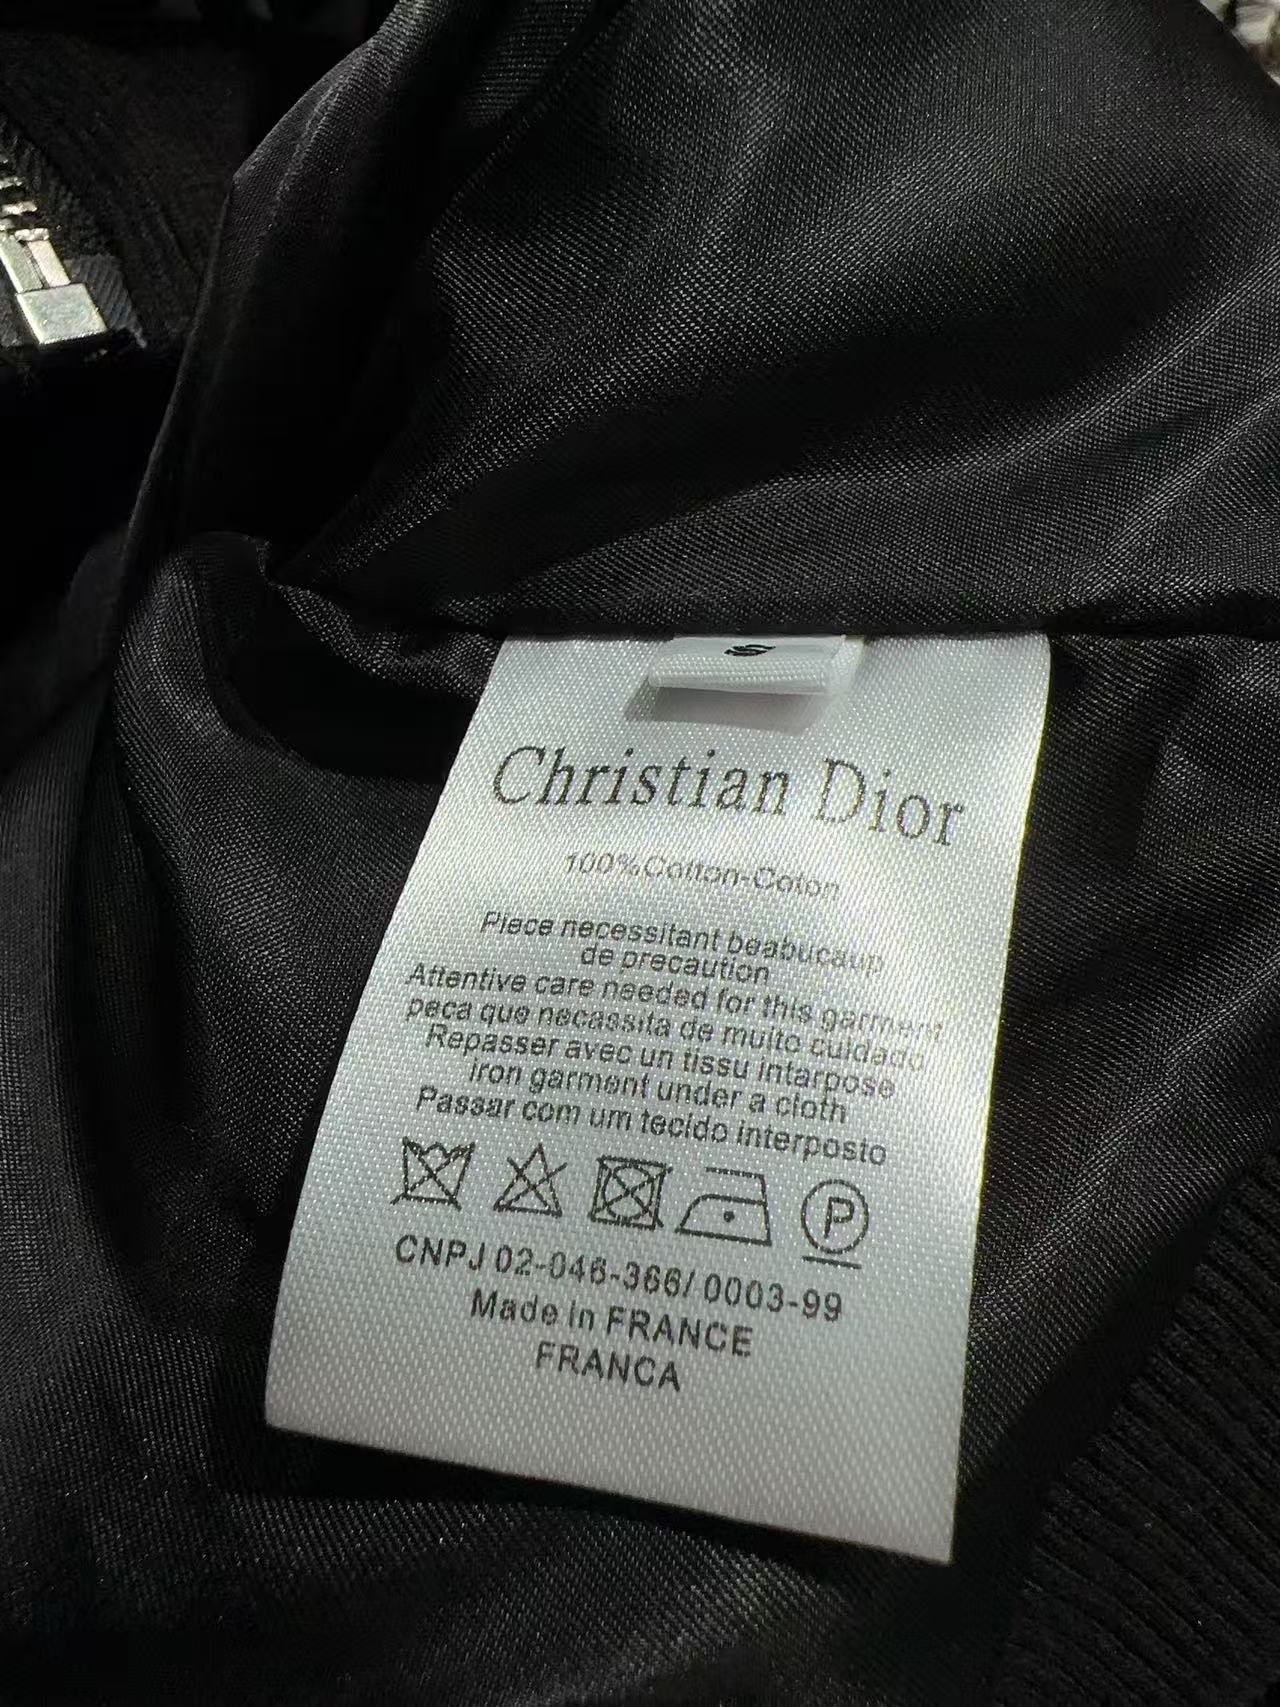 S
Christian Dior
100%Cotton-Coton
Piece necessitant beabucaup
de precaution
Attentive care needed for this garment
peca que necassita de muito cuidado
Repasser avec un tissu intarpose
iron garment under a cloth
Passar com um tecido interposto
P
CNPJ 02-046-366/0003-99
Made in FRANCE
FRANCA